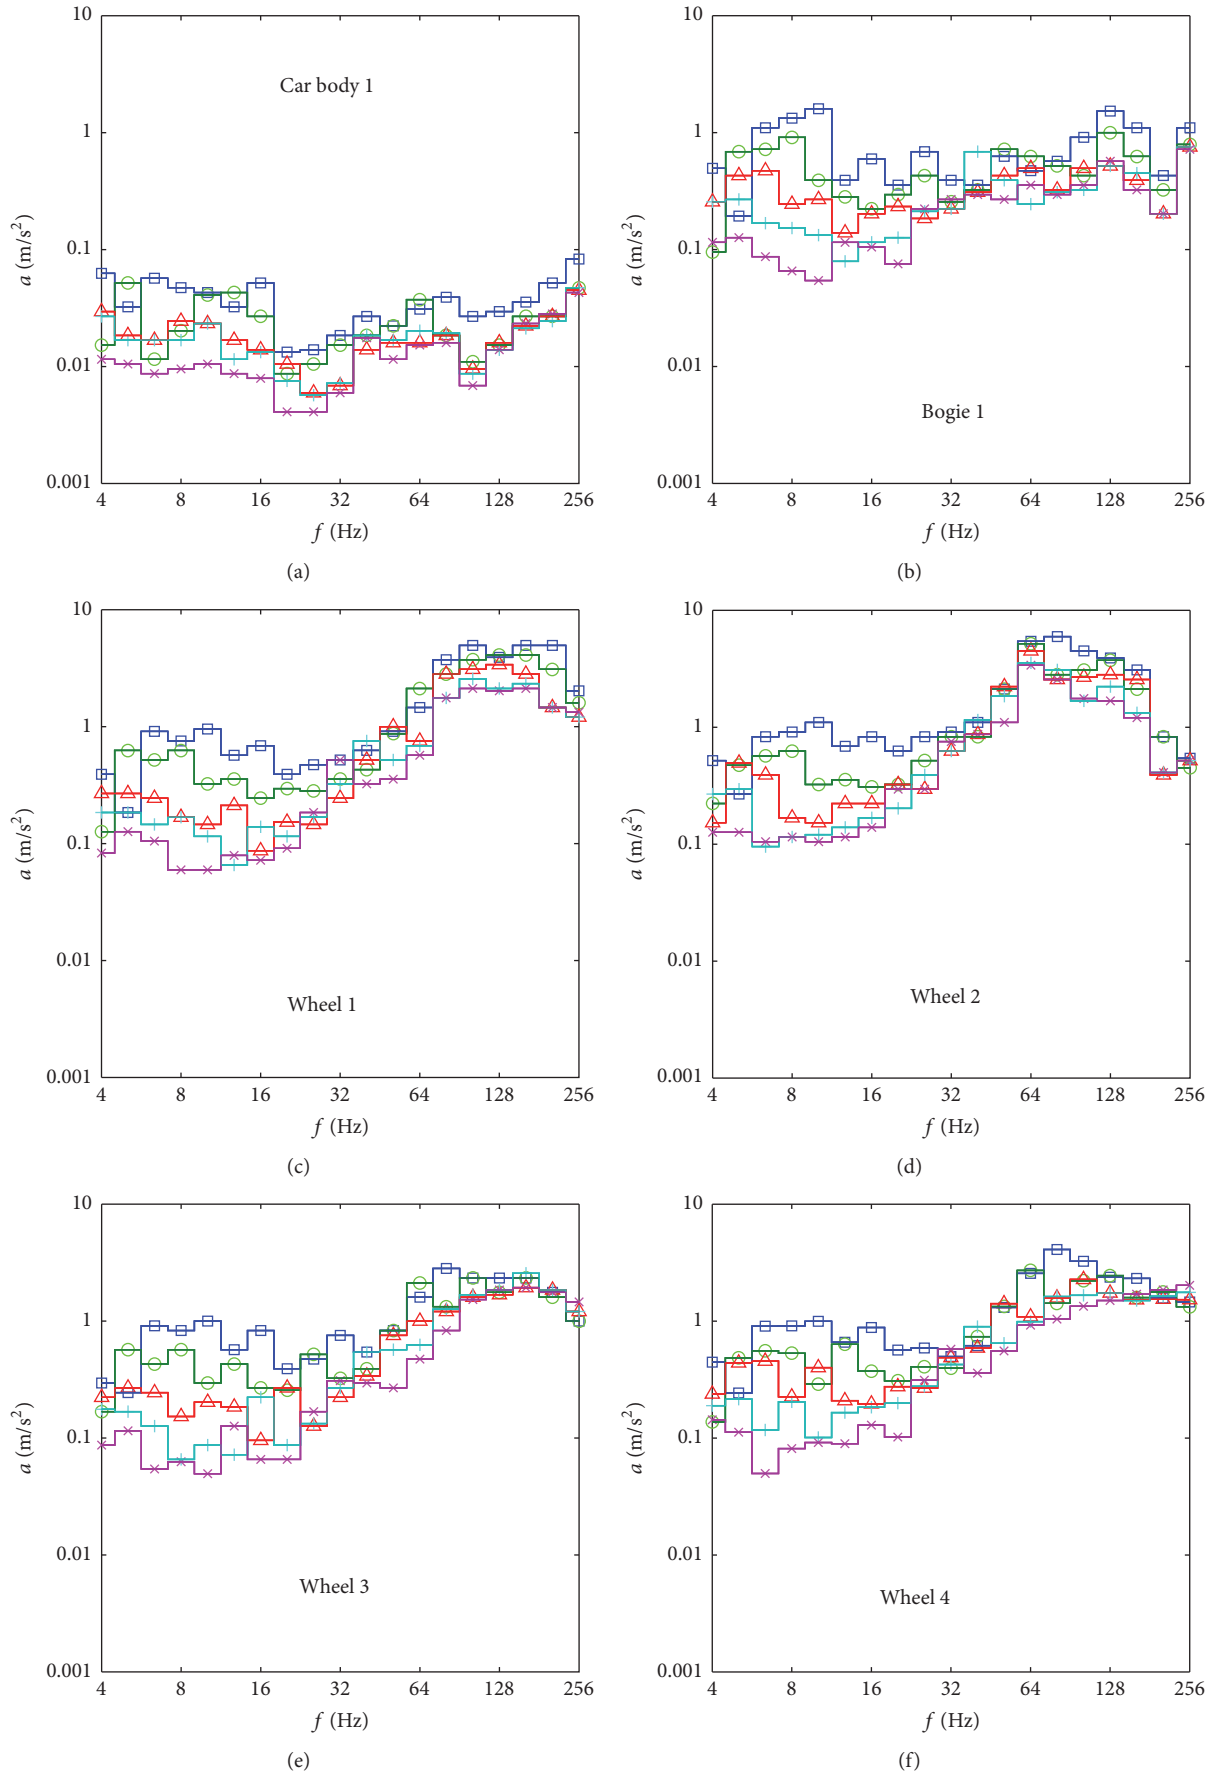 10
1
0.1
0.01
0.001
a (m/s²)
Car body 1
4 8 16 32 64 128 256
f (Hz)
(a)
10
1
0.1
0.01
0.001
a (m/s²)
Bogie 1
4 8 16 32 64 128 256
f (Hz)
(b)
10
1
0.1
0.01
0.001
a (m/s²)
Wheel 1
4 8 16 32 64 128 256
f (Hz)
(c)
10
1
0.1
0.01
0.001
a (m/s²)
Wheel 2
4 8 16 32 64 128 256
f (Hz)
(d)
10
1
0.1
0.01
0.001
a (m/s²)
Wheel 3
4 8 16 32 64 128 256
f (Hz)
(e)
10
1
0.1
0.01
0.001
a (m/s²)
Wheel 4
4 8 16 32 64 128 256
f (Hz)
(f)